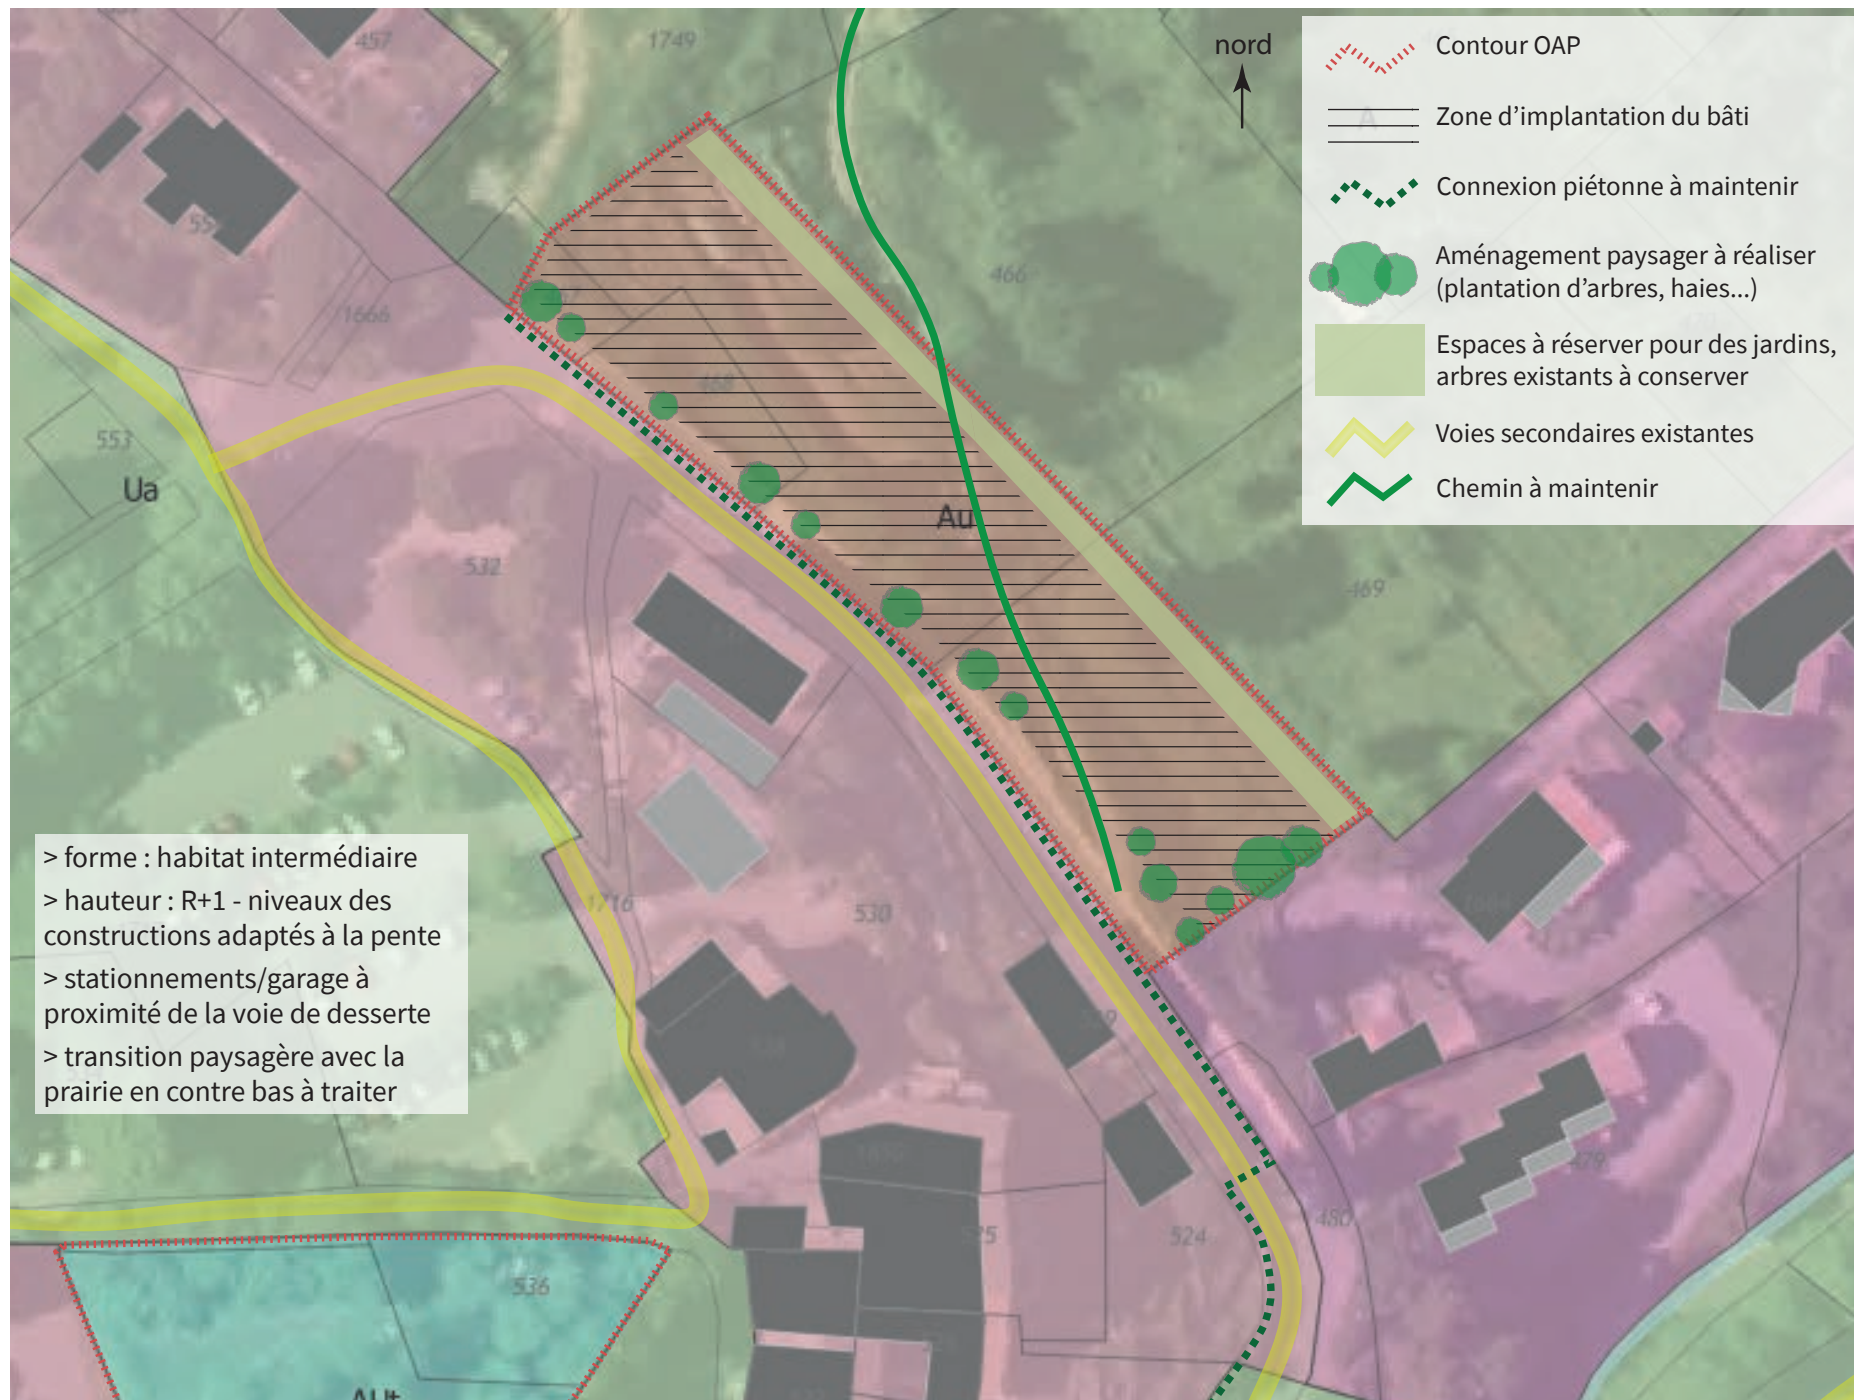 457
1749
nord
Contour OAP
A
Zone d'implantation du bâti
Connexion piétonne à maintenir
Aménagement paysager à réaliser
(plantation d'arbres, haies...)
Espaces à réserver pour des jardins,
arbres existants à conserver
Voies secondaires existantes
Chemin à maintenir
466
1666
468
553
Ua
Au
532
469
> forme : habitat intermédiaire
> hauteur : R+1 - niveaux des
constructions adaptés à la pente
> stationnements/garage à
proximité de la voie de desserte
> transition paysagère avec la
prairie en contre bas à traiter
1716
530
479
480
524
536
AUt